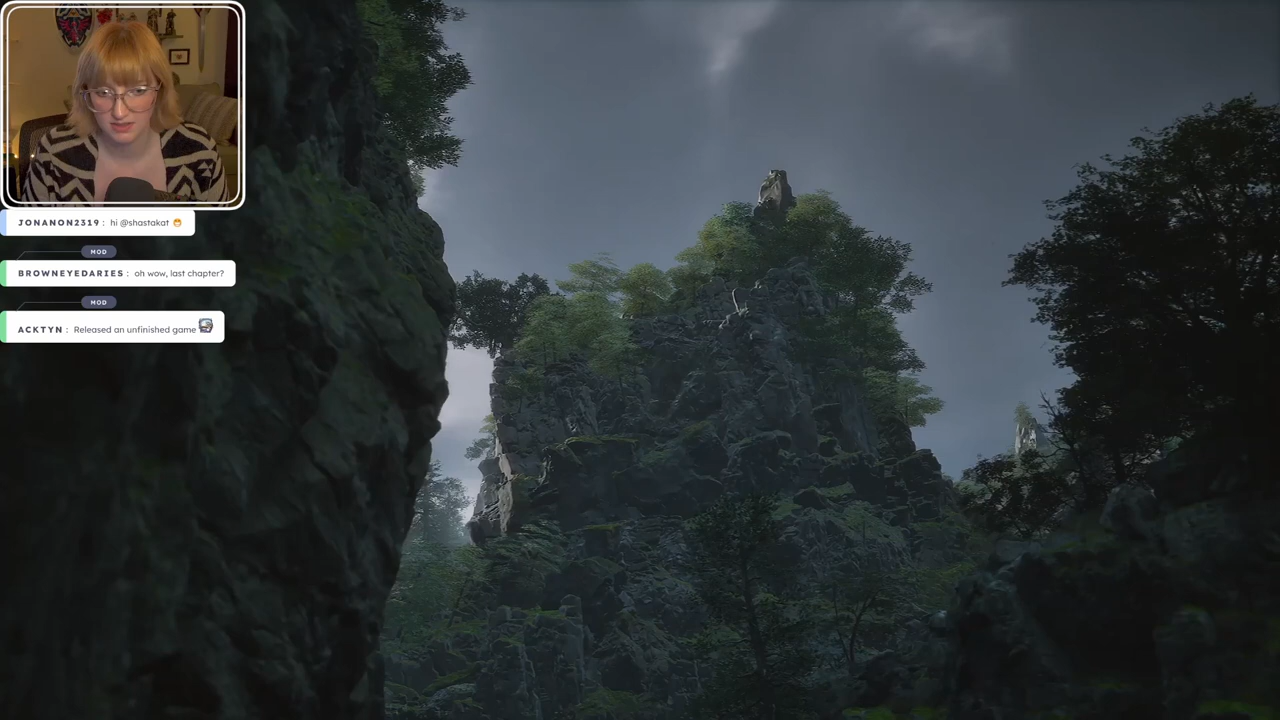 JONANON2319 : hi @shastakat
MOD
BROWNEYEDARIES : oh wow, last chapter?
MOD
ACKTYN : Released an unfinished game